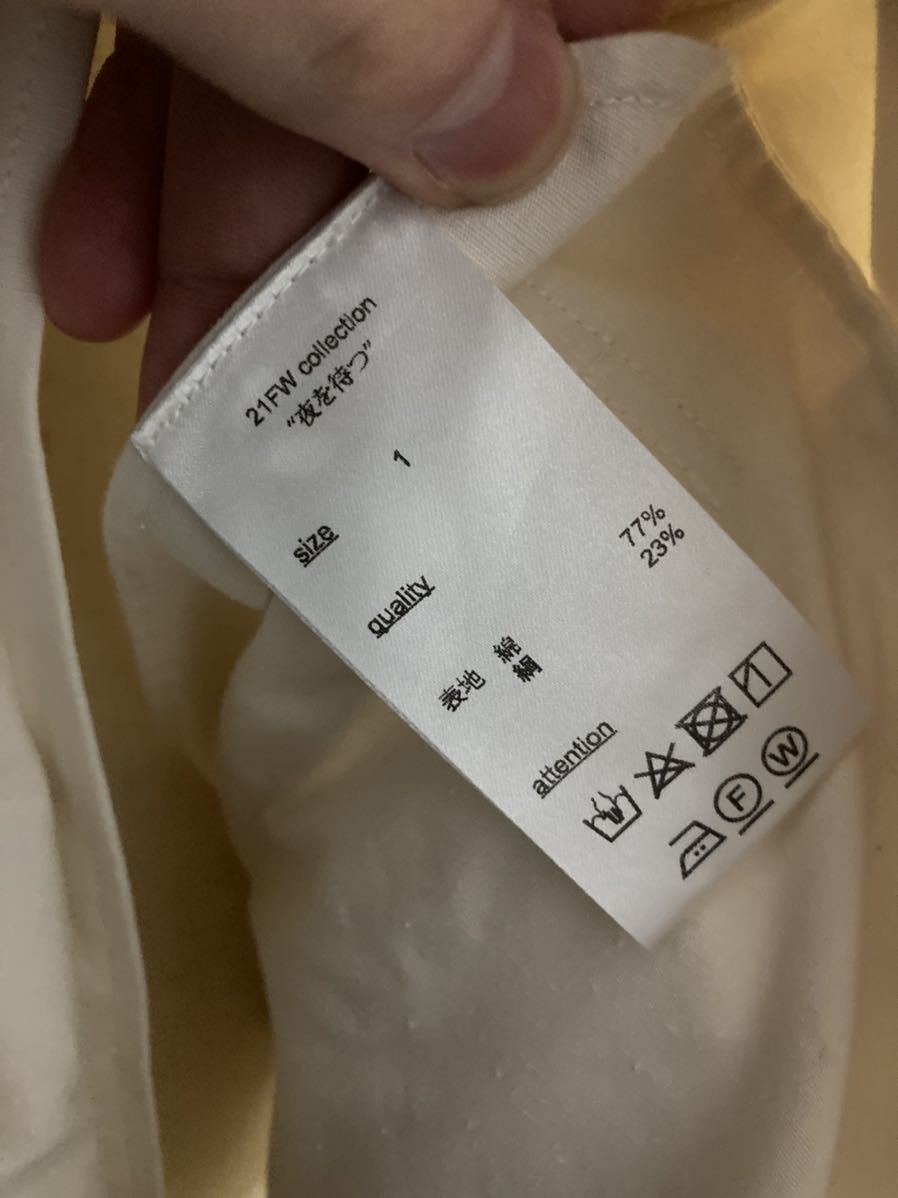 21FW collection
"夜を待つ"
size 1
quality
表地 綿 77%
絹 23%
attention
F W